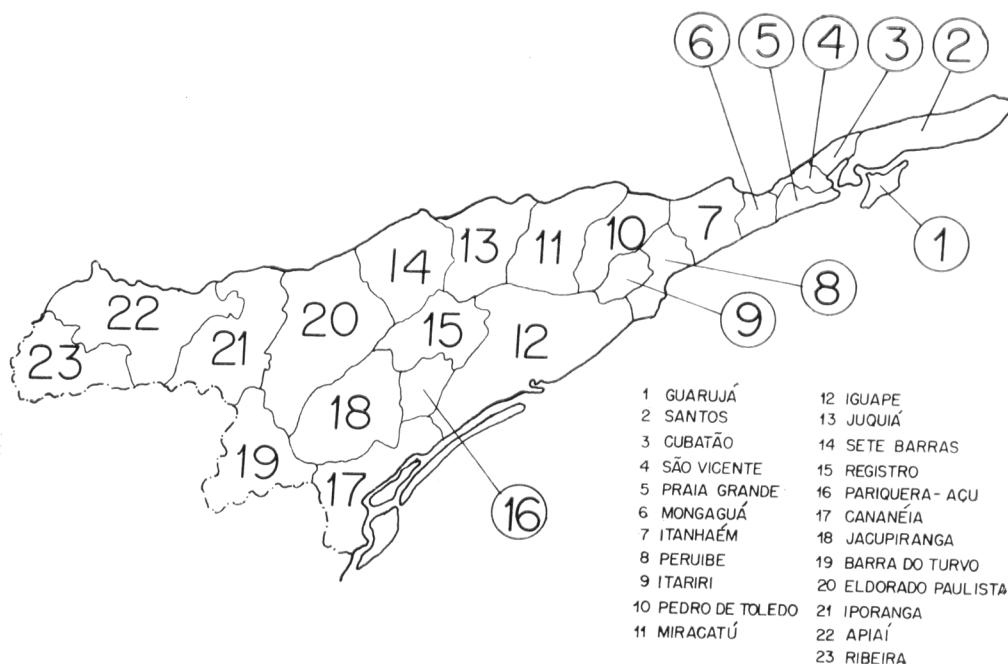 6 5 4 3 2
1
7
8
9
10
11
13
14
12
15
20
22
21
23
18
19
17
16
1 GUARUJÁ
2 SANTOS
3 CUBATÃO
4 SÃO VICENTE
5 PRAIA GRANDE
6 MONGAGUÁ
7 ITANHAÉM
8 PERUIBE
9 ITARIRI
10 PEDRO DE TOLEDO
11 MIRACATÚ
12 IGUAPE
13 JUQUIÁ
14 SETE BARRAS
15 REGISTRO
16 PARIQUERA-AÇU
17 CANANÉIA
18 JACUPIRANGA
19 BARRA DO TURVO
20 ELDORADO PAULISTA
21 IPORANGA
22 APIAÍ
23 RIBEIRA